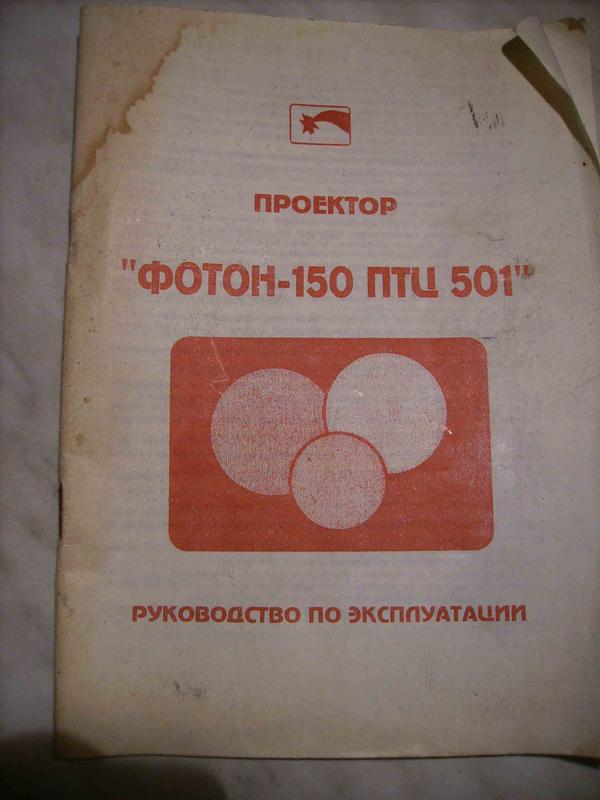 ПРОЕКТОР
"ФОТОН-150 ПТЦ 501"
РУКОВОДСТВО ПО ЭКСПЛУАТАЦИИ